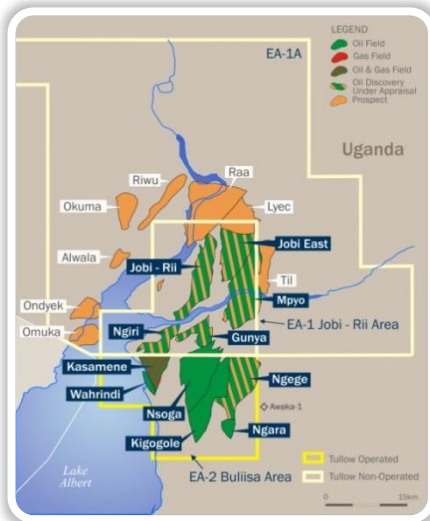 LEGEND
Oil Field
Gas Field
Oil & Gas Field
Oil Discovery
Under Appraisal
Prospect
EA-1A
Uganda
Raa
Riwu
Okuma
Lyec
Jobi East
Alwala
Jobi - Rii
Til
Mpyo
Ondyek
EA-1 Jobi - Rii Area
Ngiri
Omuka
Gunya
Kasamene
Ngege
Wahrindi
Nsoga
Awaka-1
Ngara
Kigogole
Tullow Operated
EA-2 Buliisa Area
Tullow Non-Operated
Lake
Albert
0 15km